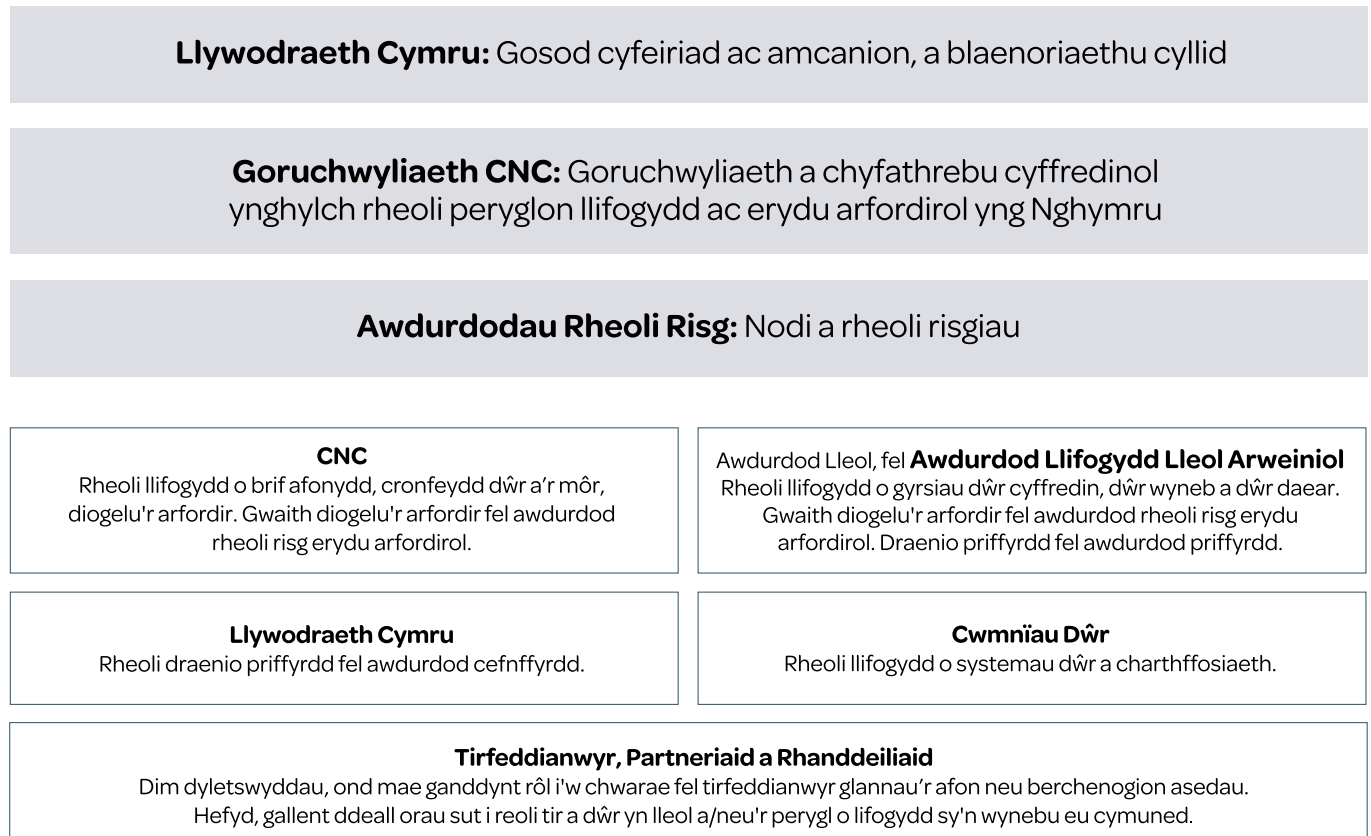 Llywodraeth Cymru: Gosod cyfeiriad ac amcanion, a blaenoriaethu cyllid
Goruchwyliaeth CNC: Goruchwyliaeth a chyfathrebu cyffredinol
ynghylch rheoli peryglon llifogydd ac erydu arfordirol yng Nghymru
Awdurdodau Rheoli Risg: Nodi a rheoli risgiau
CNC
Rheoli llifogydd o brif afonydd, cronfeydd dŵr a’r môr,
diogelu'r arfordir. Gwaith diogelu'r arfordir fel awdurdod
rheoli risg erydu arfordirol.
Awdurdod Lleol, fel Awdurdod Llifogydd Lleol Arweiniol
Rheoli llifogydd o gyrsiau dŵr cyffredin, dŵr wyneb a dŵr daear.
Gwaith diogelu'r arfordir fel awdurdod rheoli risg erydu
arfordirol. Draenio priffyrdd fel awdurdod priffyrdd.
Llywodraeth Cymru
Rheoli draenio priffyrdd fel awdurdod cefnffyrdd.
Cwmnïau Dŵr
Rheoli llifogydd o systemau dŵr a charthffosiaeth.
Tirfeddianwyr, Partneriaid a Rhanddeiliaid
Dim dyletswyddau, ond mae ganddynt rôl i'w chwarae fel tirfeddianwyr glannau’r afon neu berchenogion asedau.
Hefyd, gallent ddeall orau sut i reoli tir a dŵr yn lleol a/neu'r perygl o lifogydd sy'n wynebu eu cymuned.